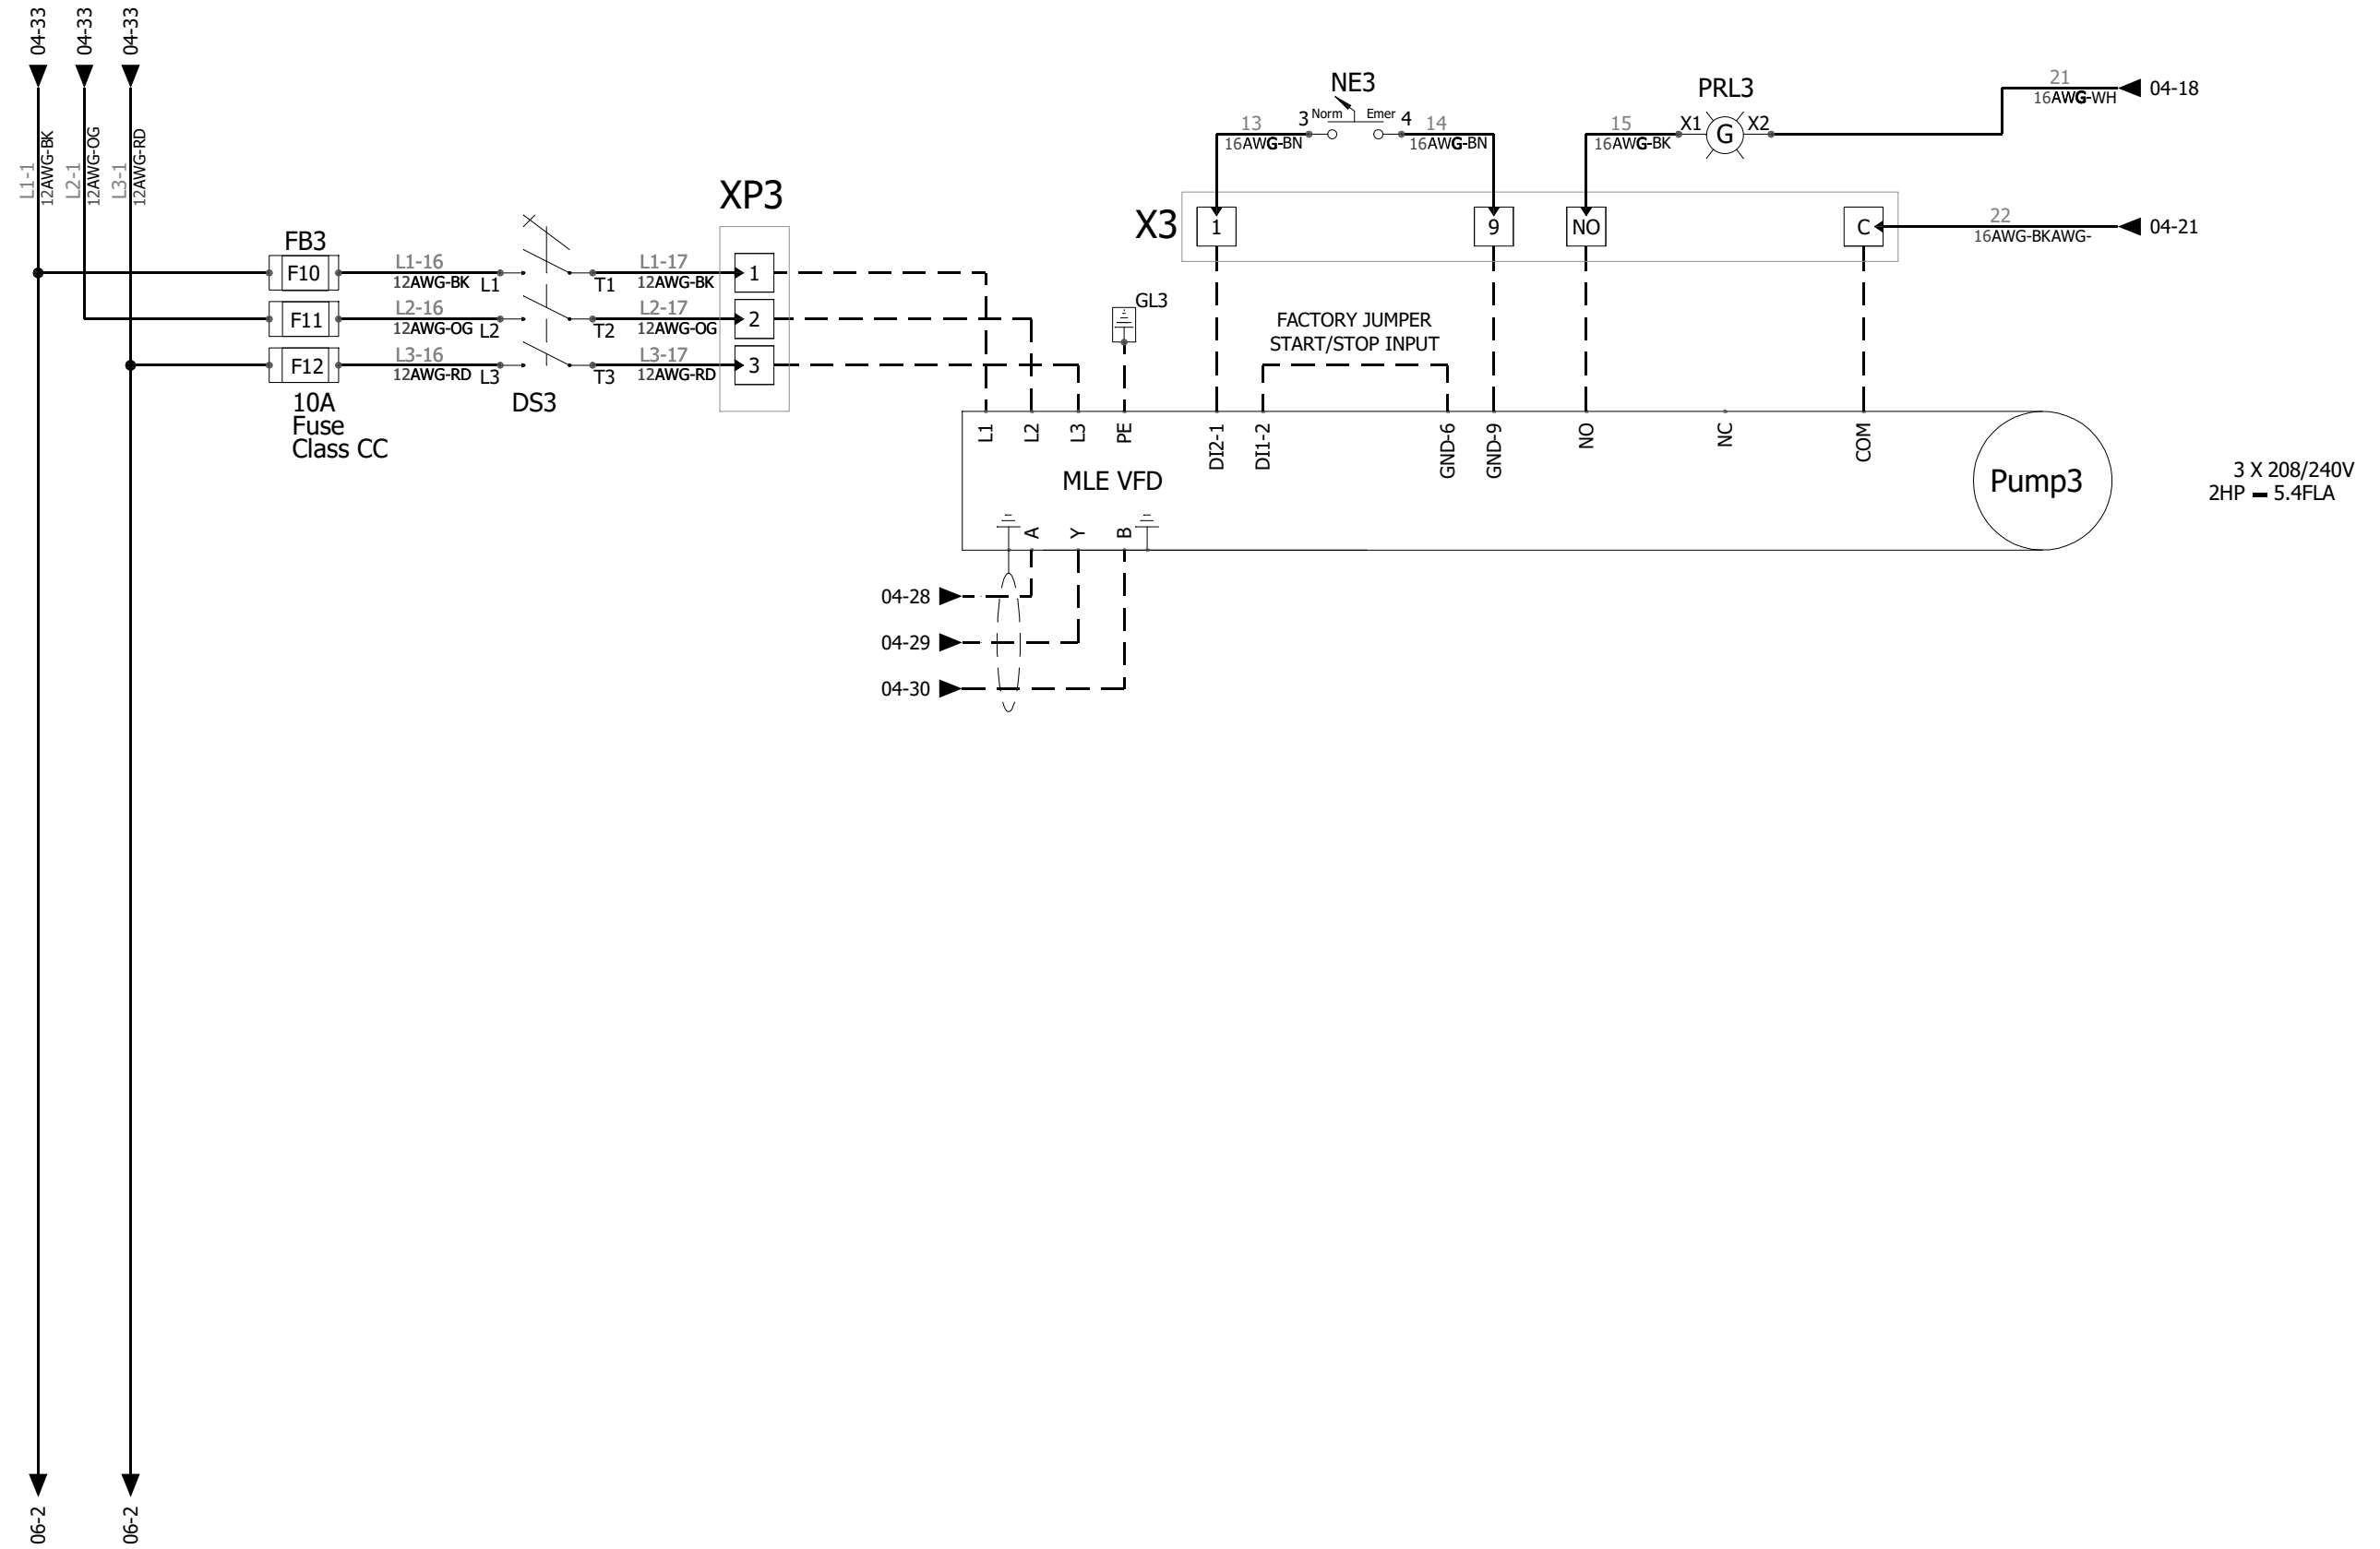 04-33
04-33
04-33
L1-1
12AWG-BK
L2-1
12AWG-OG
L3-1
12AWG-RD
NE3
3 Norm Emer 4
13
16AWG-BN
14
16AWG-BN
PRL3
15
16AWG-BK
X1 G X2
21
16AWG-WH
04-18
XP3
X3
1
9
NO
C
22
16AWG-BKAWG-
04-21
FB3
F10
L1-16
12AWG-BK
L1
T1
L1-17
12AWG-BK
1
F11
L2-16
12AWG-OG
L2
T2
L2-17
12AWG-OG
2
F12
L3-16
12AWG-RD
L3
T3
L3-17
12AWG-RD
3
10A
Fuse
Class CC
DS3
GL3
FACTORY JUMPER
START/STOP INPUT
L1
L2
L3
PE
DI2-1
DI1-2
GND-6
GND-9
NO
NC
COM
MLE VFD
Pump3
3 X 208/240V
2HP - 5.4FLA
A
Y
B
04-28
04-29
04-30
06-2
06-2